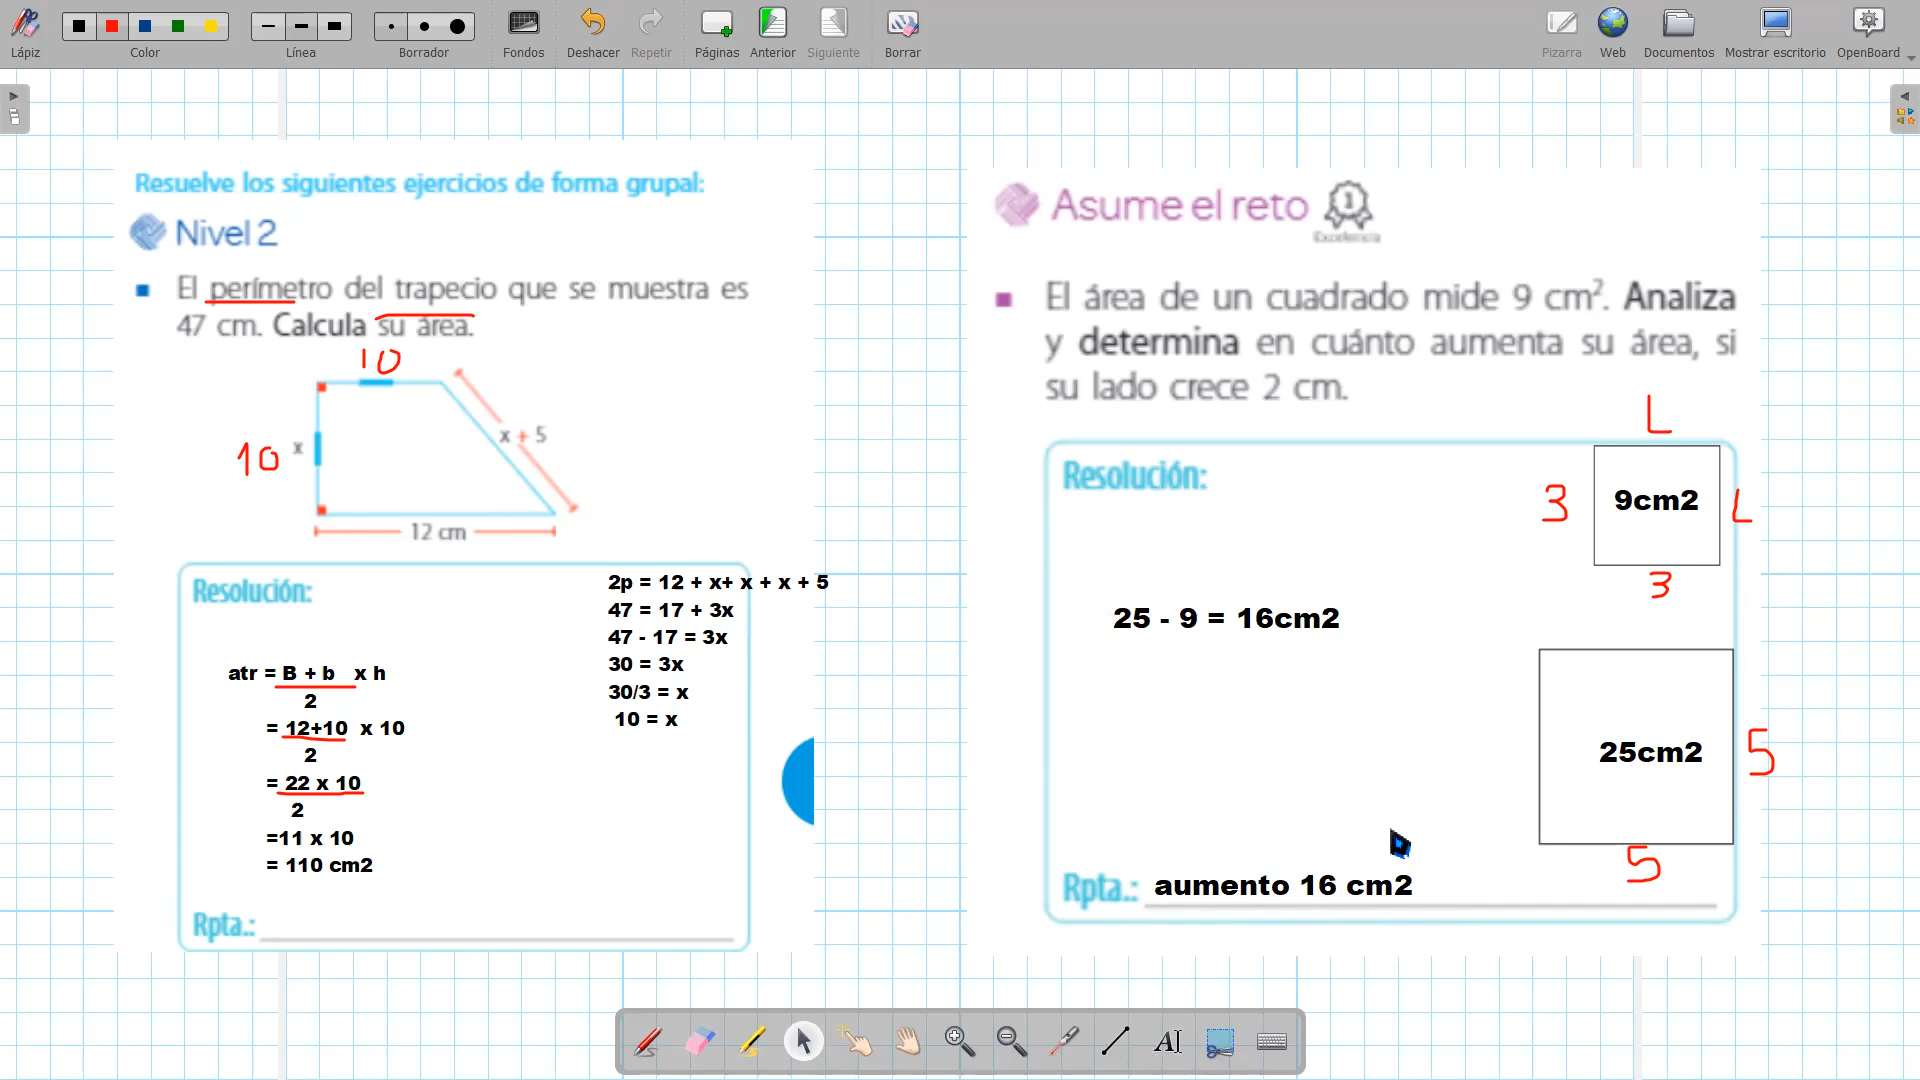 Lápiz
Color
Línea
Borrador
Fondos
Deshacer
Repetir
Páginas
Anterior
Siguiente
Borrar
Pizarra
Web
Documentos
Mostrar escritorio
OpenBoard
Resuelve los siguientes ejercicios de forma grupal:
Nivel 2
El perímetro del trapecio que se muestra es
47 cm. Calcula su área.
10
10
x
x + 5
12 cm
Resolución:
2p = 12 + x+ x + x + 5
47 = 17 + 3x
47 - 17 = 3x
30 = 3x
30/3 = x
10 = x
atr = B + b x h
2
= 12+10 x 10
2
= 22 x 10
2
=11 x 10
= 110 cm2
Rpta.:
Asume el reto
1
Excelencia
El área de un cuadrado mide 9 cm². Analiza
y determina en cuánto aumenta su área, si
su lado crece 2 cm.
L
Resolución:
3
9cm2
L
3
25 - 9 = 16cm2
25cm2
5
5
Rpta.: aumento 16 cm2